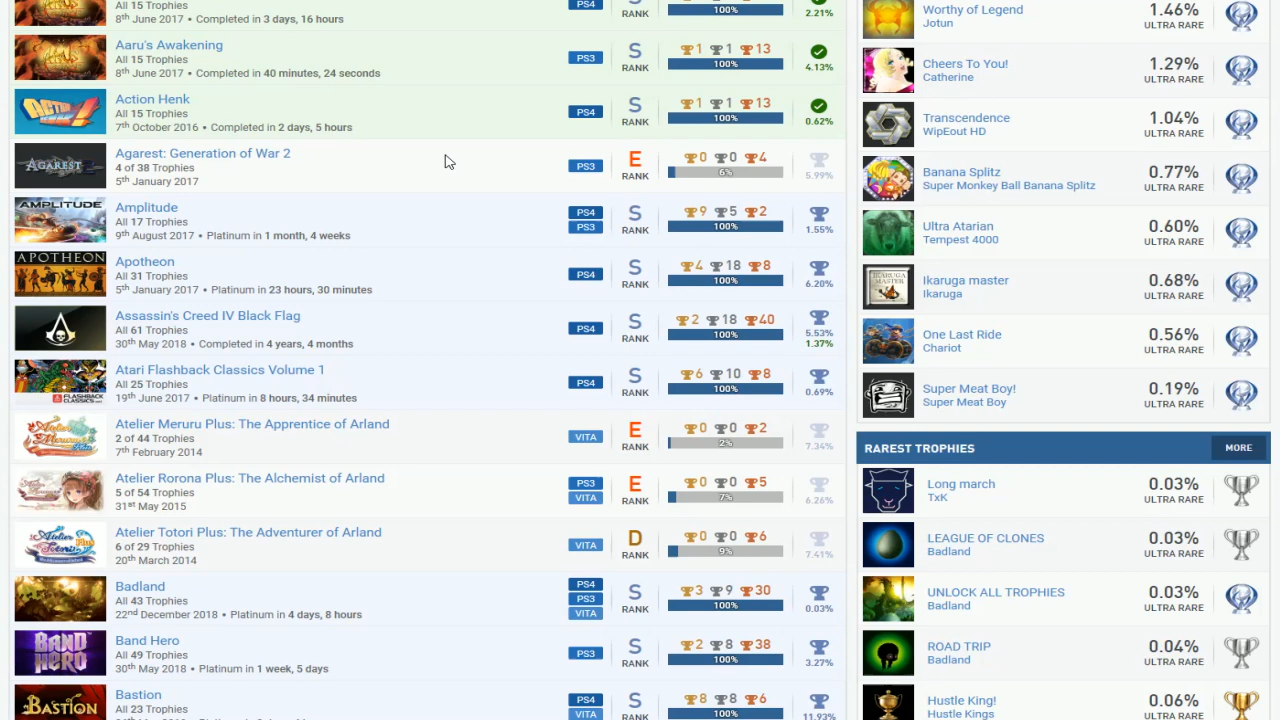 All 15 Trophies
8th June 2017 • Completed in 3 days, 16 hours
PS4
S
RANK
100%
2.21%
Aaru's Awakening
All 15 Trophies
8th June 2017 • Completed in 40 minutes, 24 seconds
PS3
S
RANK
1 1 13
100%
4.13%
ACTION HENK!
Action Henk
All 15 Trophies
7th October 2016 • Completed in 2 days, 5 hours
PS4
S
RANK
1 1 13
100%
0.62%
AGAREST 2
Agarest: Generation of War 2
4 of 38 Trophies
5th January 2017
PS3
E
RANK
0 0 4
6%
5.99%
AMPLITUDE
Amplitude
All 17 Trophies
9th August 2017 • Platinum in 1 month, 4 weeks
PS4
PS3
S
RANK
9 5 2
100%
1.55%
APOTHEON
Apotheon
All 31 Trophies
5th January 2017 • Platinum in 23 hours, 30 minutes
PS4
S
RANK
4 18 8
100%
6.20%
Assassin's Creed IV Black Flag
All 61 Trophies
30th May 2018 • Completed in 4 years, 4 months
PS4
S
RANK
2 18 40
100%
5.53%
1.37%
FLASHBACK CLASSICS
Atari Flashback Classics Volume 1
All 25 Trophies
19th June 2017 • Platinum in 8 hours, 34 minutes
PS4
S
RANK
6 10 8
100%
0.69%
Atelier Meruru Plus: The Apprentice of Arland
2 of 44 Trophies
7th February 2014
VITA
E
RANK
0 0 2
2%
7.34%
Atelier Rorona Plus: The Alchemist of Arland
5 of 54 Trophies
31st May 2015
PS3
VITA
E
RANK
0 0 5
7%
6.26%
Atelier Totori Plus: The Adventurer of Arland
6 of 29 Trophies
20th March 2014
VITA
D
RANK
0 0 6
9%
7.41%
Badland
All 43 Trophies
22nd December 2018 • Platinum in 4 days, 8 hours
PS4
PS3
VITA
S
RANK
3 9 30
100%
0.03%
BAND HERO
Band Hero
All 49 Trophies
30th May 2018 • Platinum in 1 week, 5 days
PS3
S
RANK
2 8 38
100%
3.27%
BASTION
Bastion
All 23 Trophies
PS4
VITA
S
RANK
8 8 6
100%
11.93%
Worthy of Legend
Jotun
1.46%
ULTRA RARE
Cheers To You!
Catherine
1.29%
ULTRA RARE
Transcendence
WipEout HD
1.04%
ULTRA RARE
Banana Splitz
Super Monkey Ball Banana Splitz
0.77%
ULTRA RARE
Ultra Atarian
Tempest 4000
0.60%
ULTRA RARE
IKARUGA MASTER
Ikaruga master
Ikaruga
0.68%
ULTRA RARE
One Last Ride
Chariot
0.56%
ULTRA RARE
Super Meat Boy!
Super Meat Boy
0.19%
ULTRA RARE
RAREST TROPHIES
MORE
Long march
TxK
0.03%
ULTRA RARE
LEAGUE OF CLONES
Badland
0.03%
ULTRA RARE
UNLOCK ALL TROPHIES
Badland
0.03%
ULTRA RARE
ROAD TRIP
Badland
0.04%
ULTRA RARE
Hustle King!
Hustle Kings
0.06%
ULTRA RARE